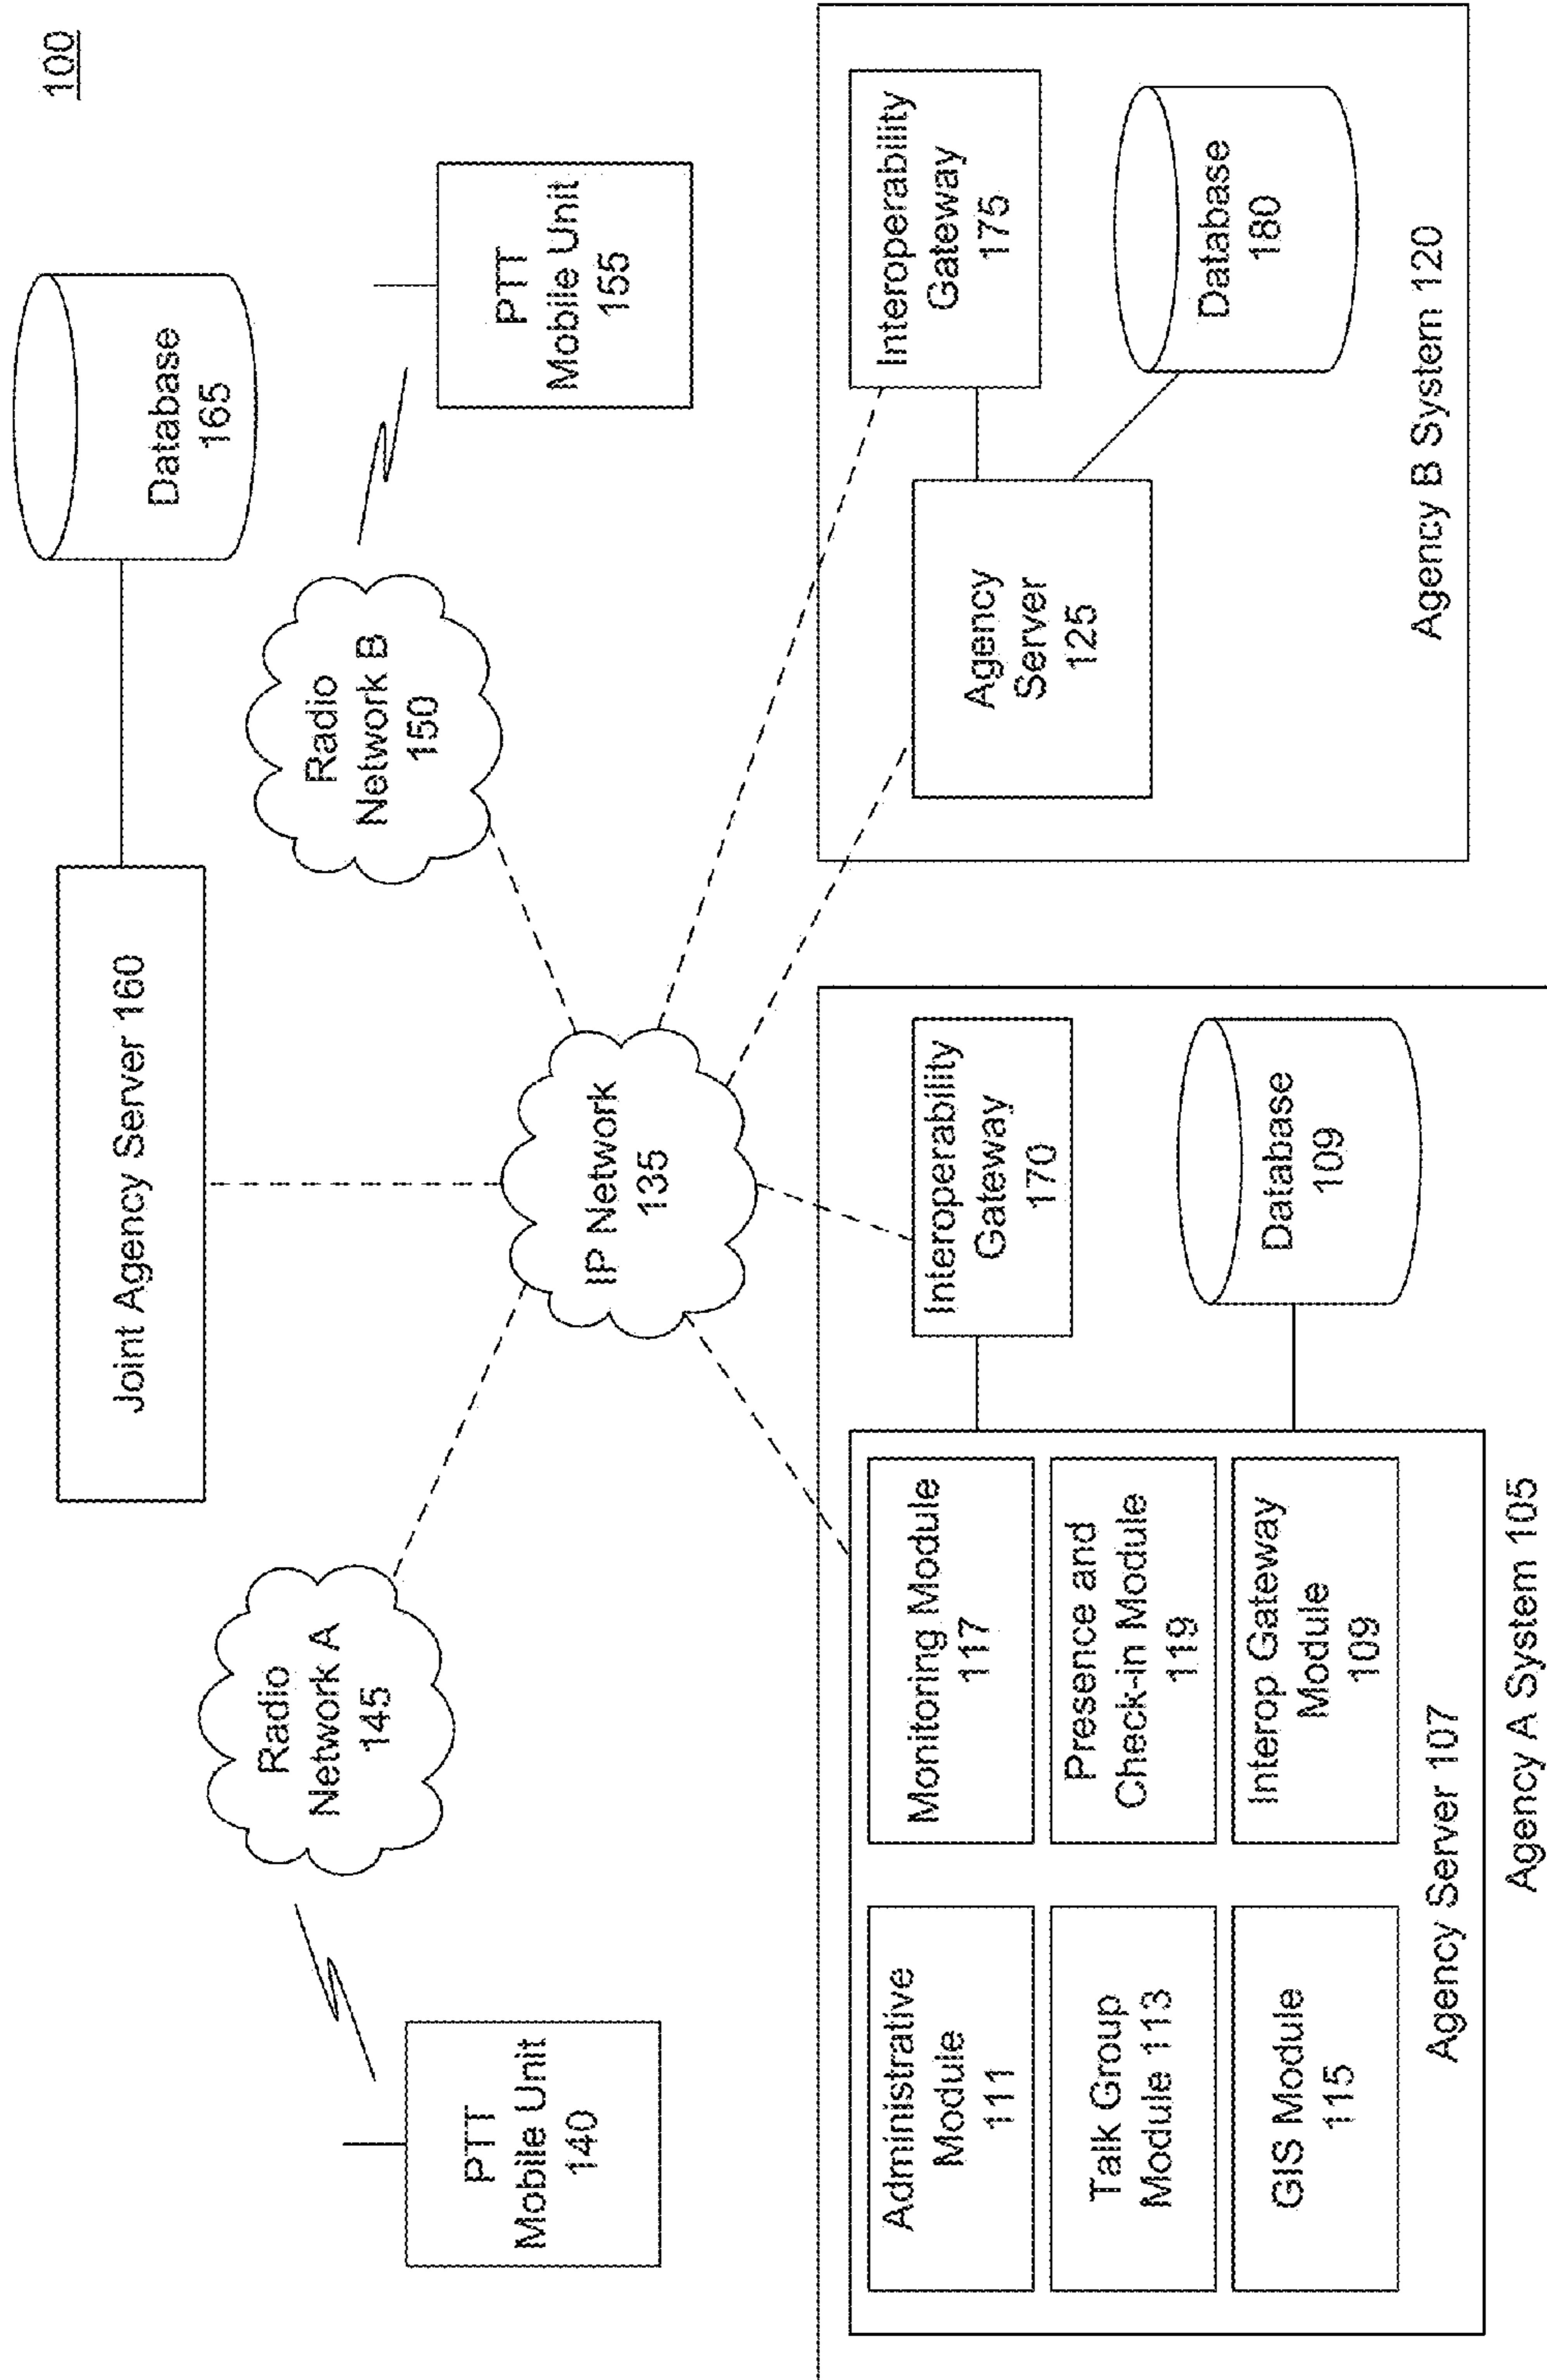 100
Joint Agency Server 160
Database
165
Radio
Network A
145
Radio
Network B
150
PTT
Mobile Unit
140
PTT
Mobile Unit
155
IP Network
135
Administrative
Module
111
Monitoring Module
117
Talk Group
Module 113
Presence and
Check-in Module
119
GIS Module
115
Interop Gateway
Module
109
Agency Server 107
Interoperability
Gateway
170
Database
109
Agency A System 105
Agency
Server
125
Interoperability
Gateway
175
Database
180
Agency B System 120